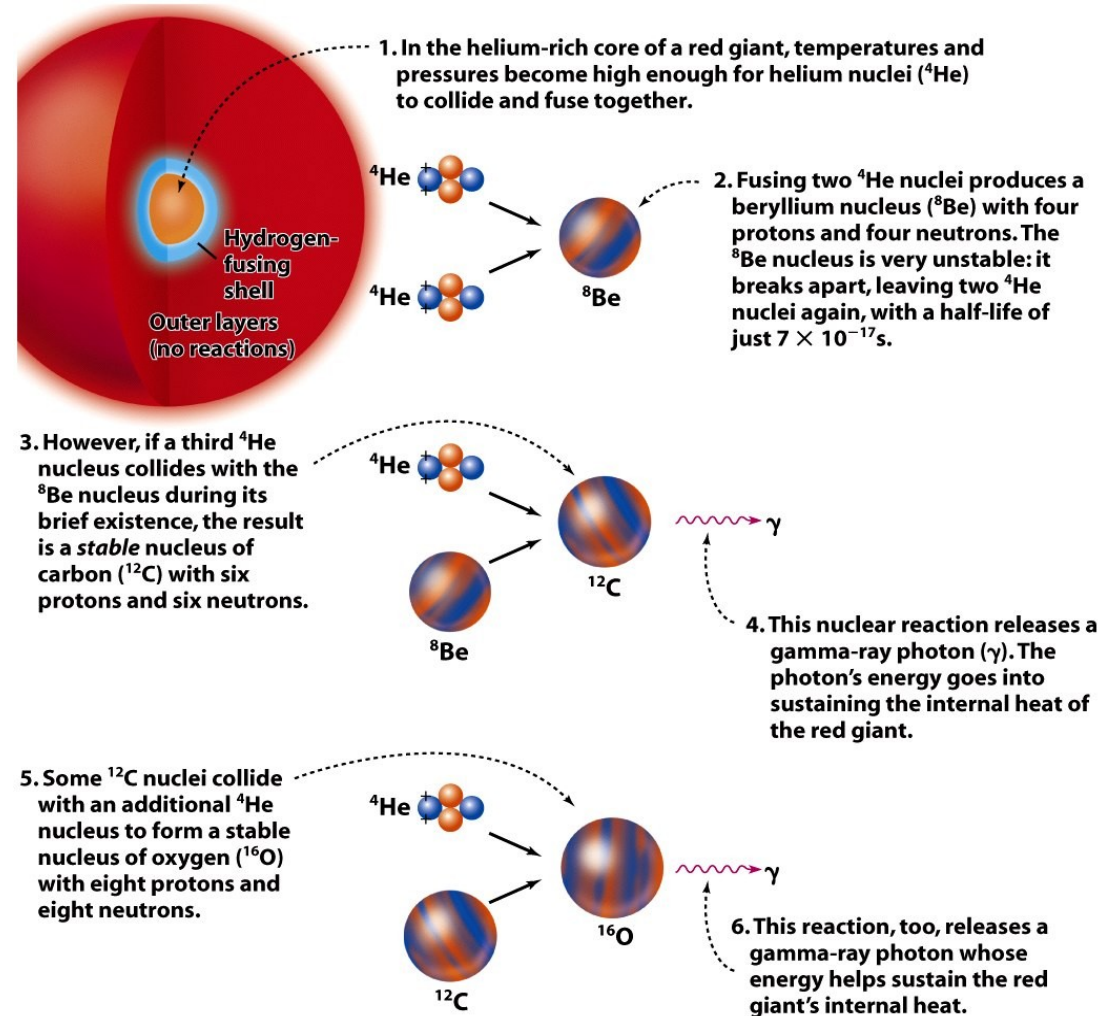 1. In the helium-rich core of a red giant, temperatures and
pressures become high enough for helium nuclei (⁴He)
to collide and fuse together.
⁴He
+
+
Hydrogen-
fusing
shell
Outer layers
(no reactions)
⁴He
+
+
⁸Be
2. Fusing two ⁴He nuclei produces a
beryllium nucleus (⁸Be) with four
protons and four neutrons. The
⁸Be nucleus is very unstable: it
breaks apart, leaving two ⁴He
nuclei again, with a half-life of
just 7 × 10⁻¹⁷s.
3. However, if a third ⁴He
nucleus collides with the
⁸Be nucleus during its
brief existence, the result
is a stable nucleus of
carbon (¹²C) with six
protons and six neutrons.
⁴He
+
+
⁸Be
¹²C
γ
4. This nuclear reaction releases a
gamma-ray photon (γ). The
photon's energy goes into
sustaining the internal heat of
the red giant.
5. Some ¹²C nuclei collide
with an additional ⁴He
nucleus to form a stable
nucleus of oxygen (¹⁶O)
with eight protons and
eight neutrons.
⁴He
+
+
¹²C
¹⁶O
γ
6. This reaction, too, releases a
gamma-ray photon whose
energy helps sustain the red
giant's internal heat.